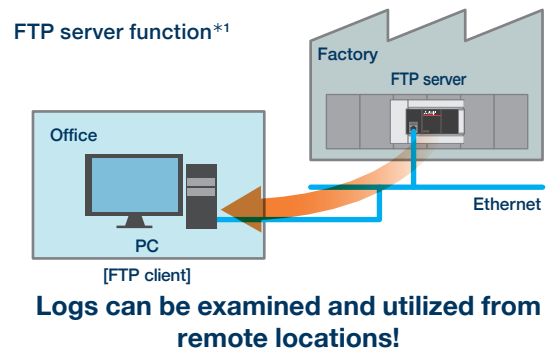 FTP server function*1
Factory
FTP server
Office
PC
[FTP client]
Ethernet
Logs can be examined and utilized from
remote locations!